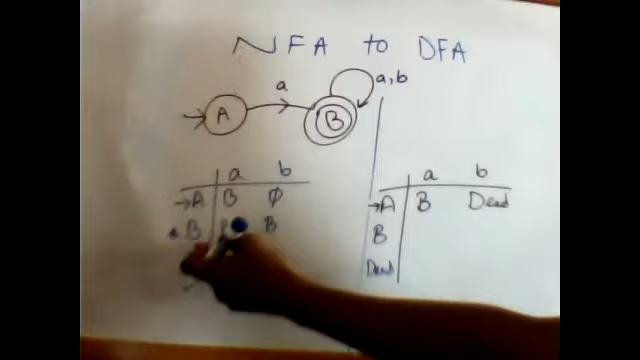 NFA to DFA
a
a, b
A
B
a b
→A B φ
B B
a b
→A B Dead
B
Dead